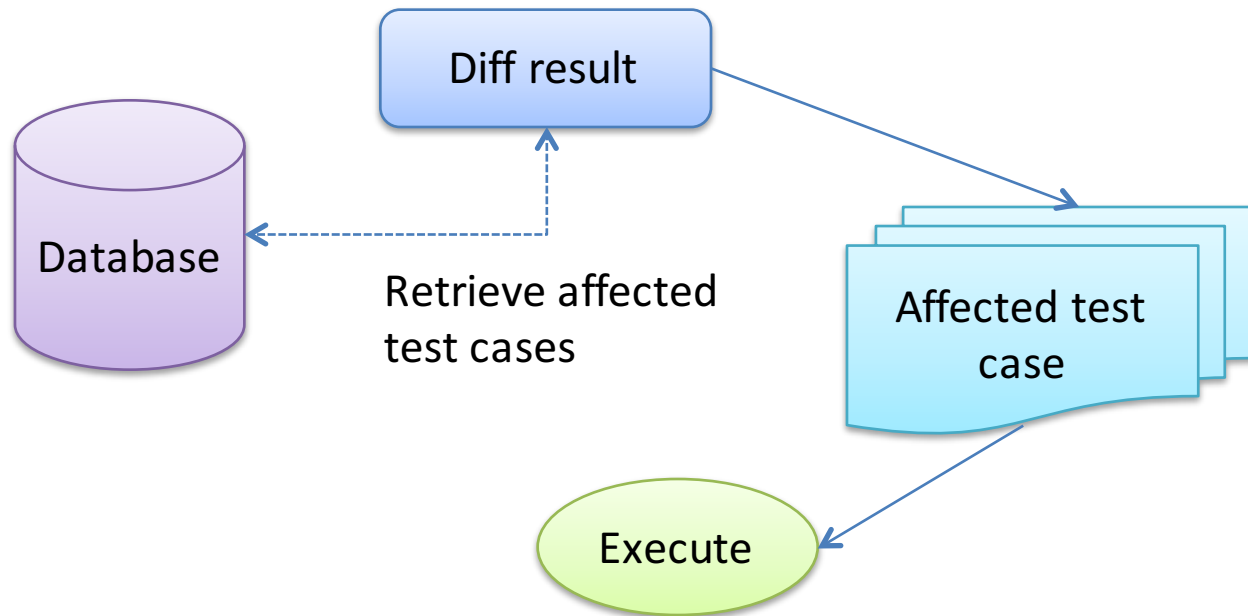 Diff result
Database
Retrieve affected
test cases
Affected test
case
Execute